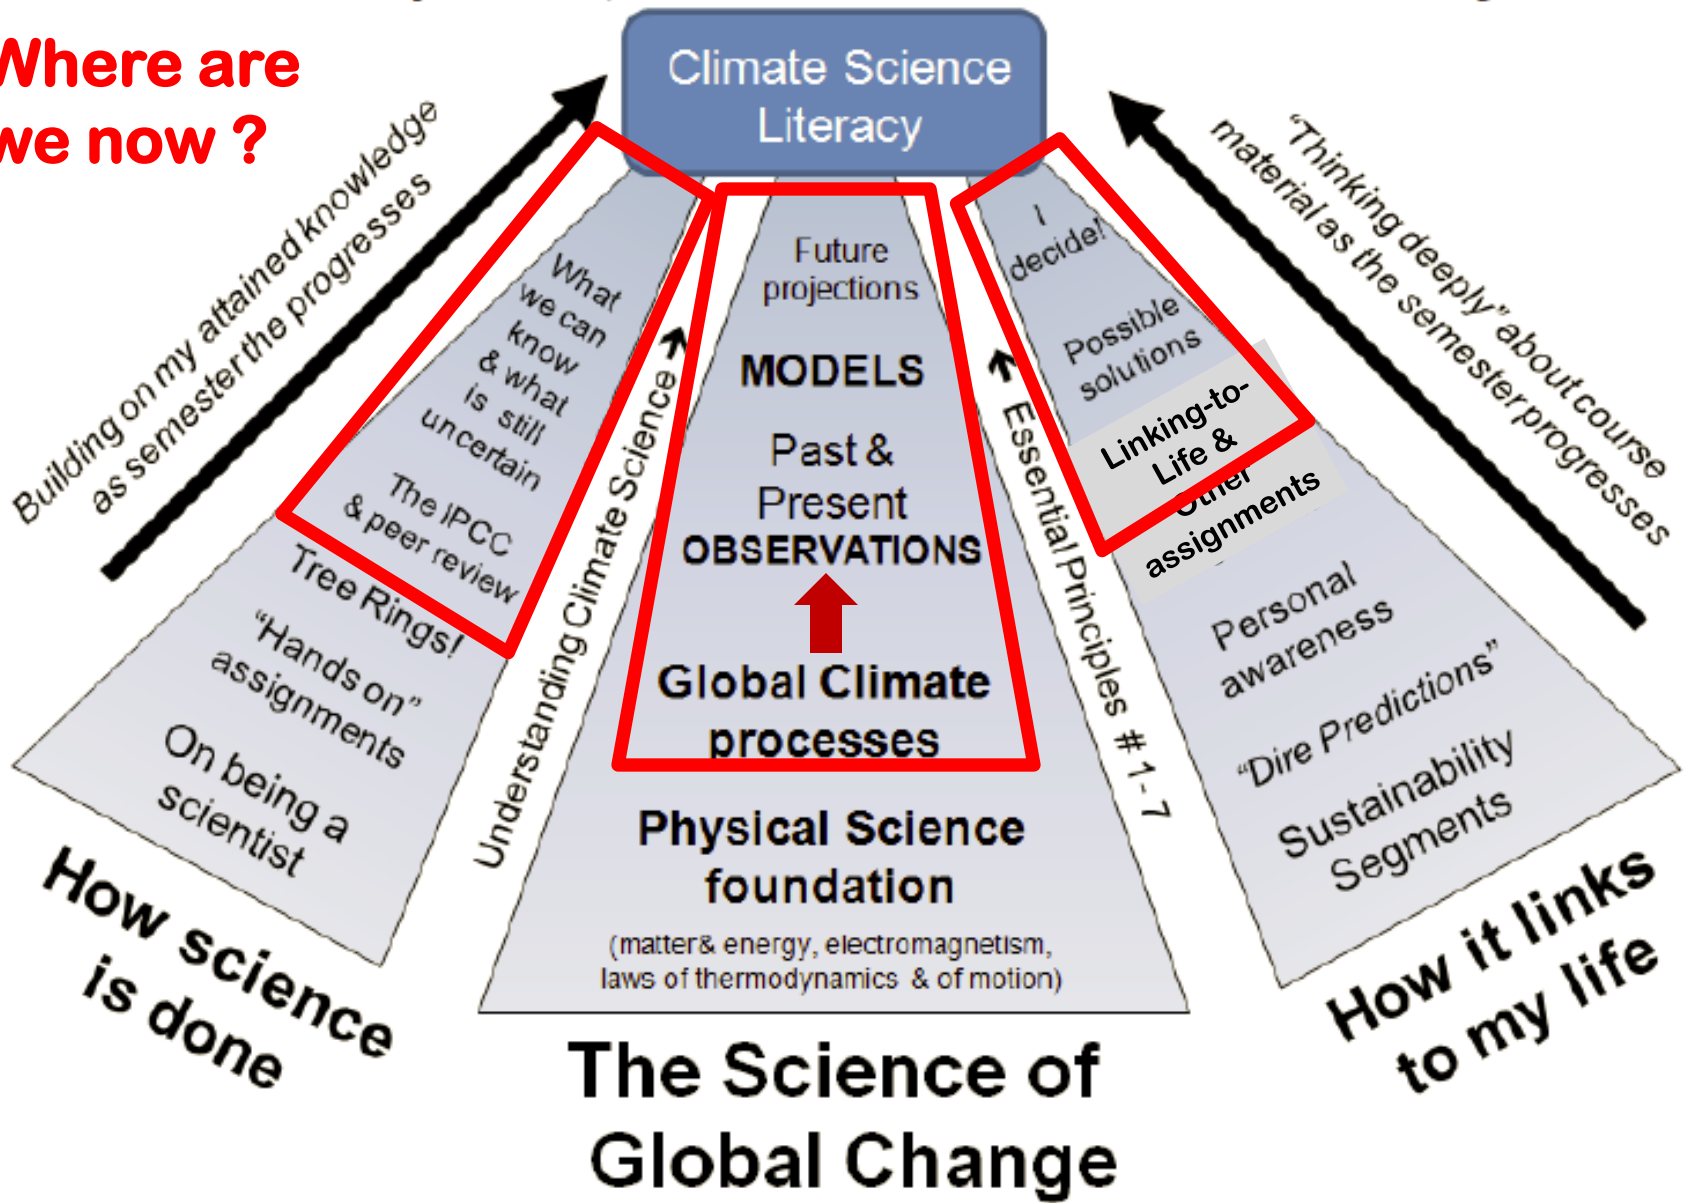 Where are
we now ?
Climate Science
Literacy
Building on my attained knowledge
as semester the progresses
"Thinking deeply" about course
material as the semester progresses
What
we can
know
& what
is still
uncertain
The IPCC
& peer review
Tree Rings!
"Hands on"
assignments
On being a
scientist
How science
is done
Understanding Climate Science
Future
projections
MODELS
Past &
Present
OBSERVATIONS
Global Climate
processes
Physical Science
foundation
(matter& energy, electromagnetism,
laws of thermodynamics & of motion)
The Science of
Global Change
Essential Principles # 1- 7
I
decide!
Possible
solutions
Linking-to-
Life &
Other
assignments
Personal
awareness
"Dire Predictions"
Sustainability
Segments
How it links
to my life